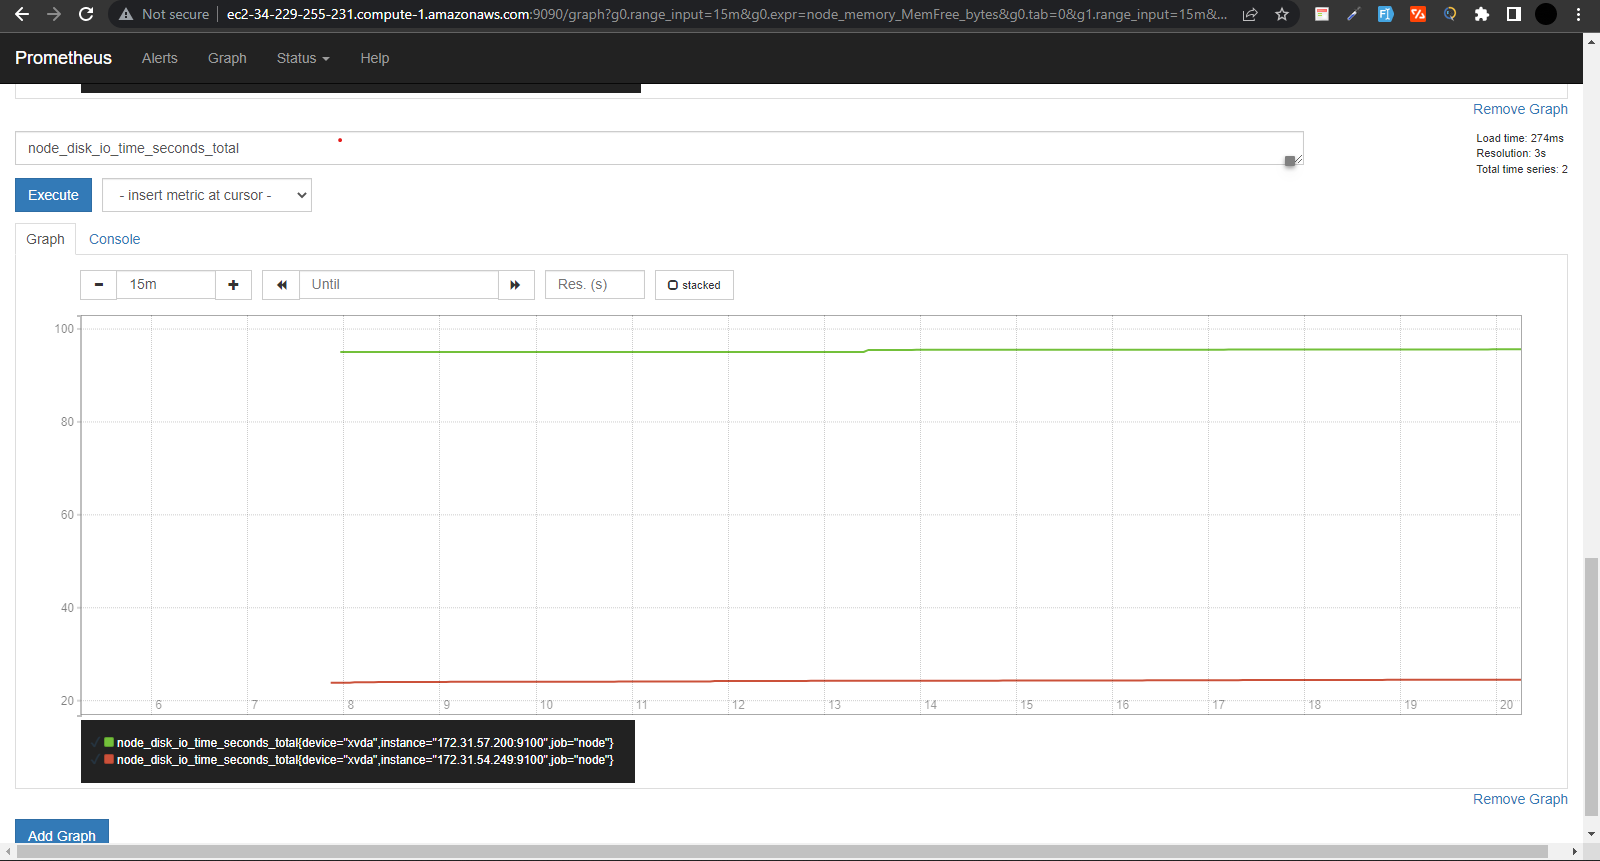 Not secure
ec2-34-229-255-231.compute-1.amazonaws.com:9090/graph?g0.range_input=15m&g0.expr=node_memory_MemFree_bytes&g0.tab=0&g1.range_input=15m&...
Prometheus Alerts Graph Status Help
Remove Graph
node_disk_io_time_seconds_total
Load time: 274ms
Resolution: 3s
Total time series: 2
Execute - insert metric at cursor -
Graph Console
- 15m + Until Res. (s) stacked
100
80
60
40
20
6 7 8 9 10 11 12 13 14 15 16 17 18 19 20
node_disk_io_time_seconds_total{device="xvda",instance="172.31.57.200:9100",job="node"}
node_disk_io_time_seconds_total{device="xvda",instance="172.31.54.249:9100",job="node"}
Remove Graph
Add Graph